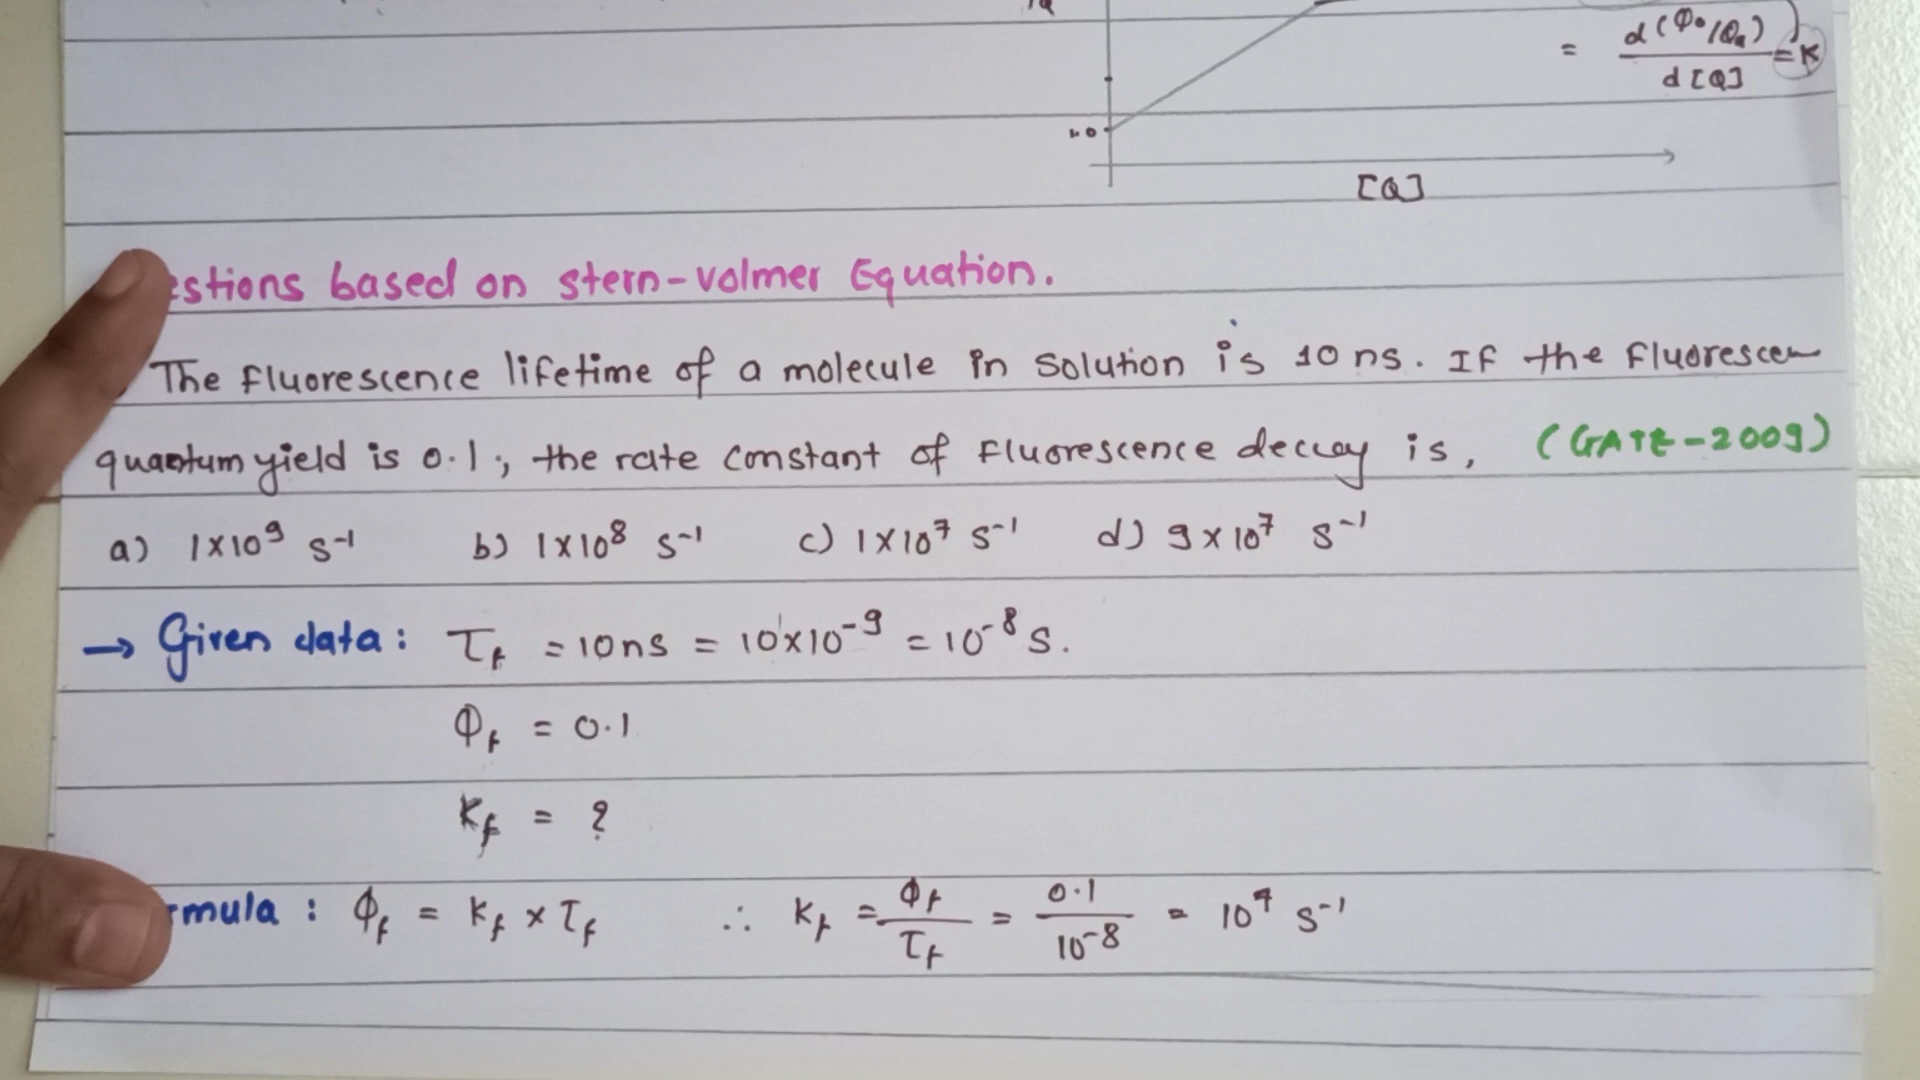 = d(Φ°/Φa) / d[Q] = K
1.0
[Q]
estions based on stern-volmer Equation.
The Fluorescence lifetime of a molecule in solution is 10 ns. If the Fluorescen
quantum yield is 0.1, the rate constant of Fluorescence decay is, (GATE-2009)
a) 1×10⁹ s⁻¹ b) 1×10⁸ s⁻¹ c) 1×10⁷ s⁻¹ d) 9×10⁷ s⁻¹
→ Given data: τf = 10ns = 10×10⁻⁹ = 10⁻⁸ s.
Φf = 0.1
Kf = ?
rmula: Φf = Kf × τf ∴ Kf = Φf / τf = 0.1 / 10⁻⁸ = 10⁷ s⁻¹